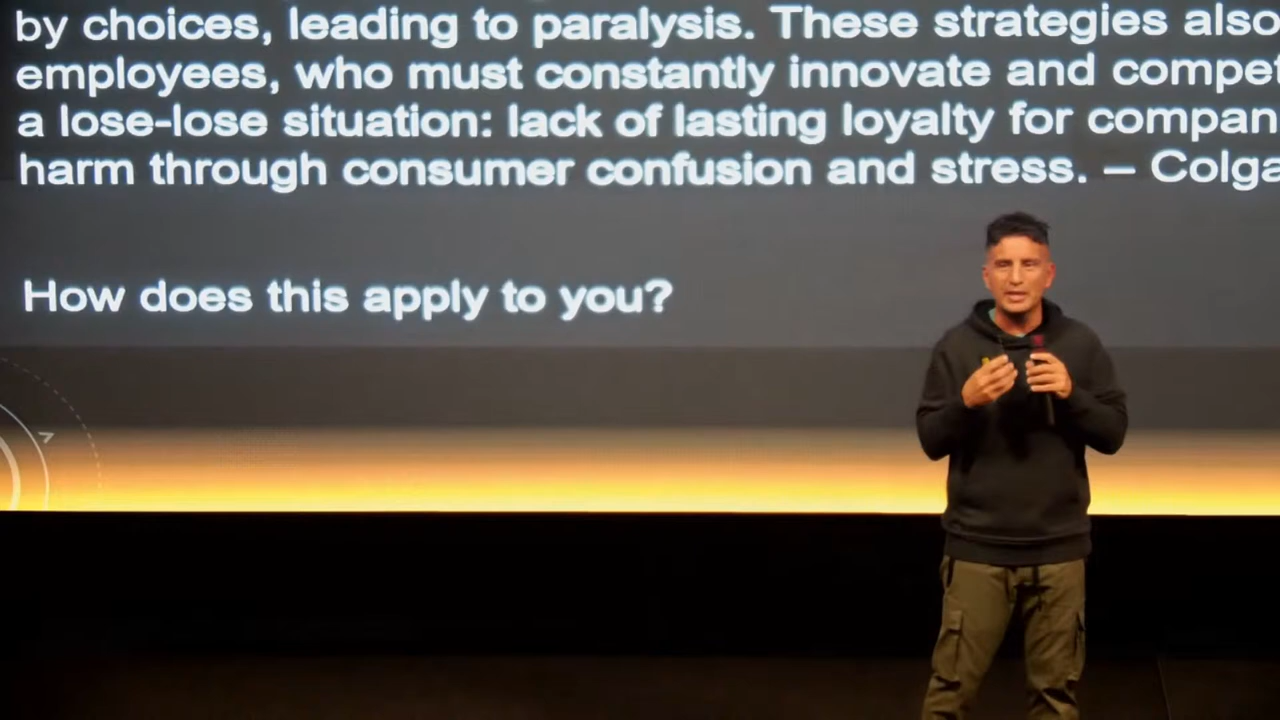 by choices, leading to paralysis. These strategies also
employees, who must constantly innovate and compet
a lose-lose situation: lack of lasting loyalty for compan
harm through consumer confusion and stress. – Colga
How does this apply to you?